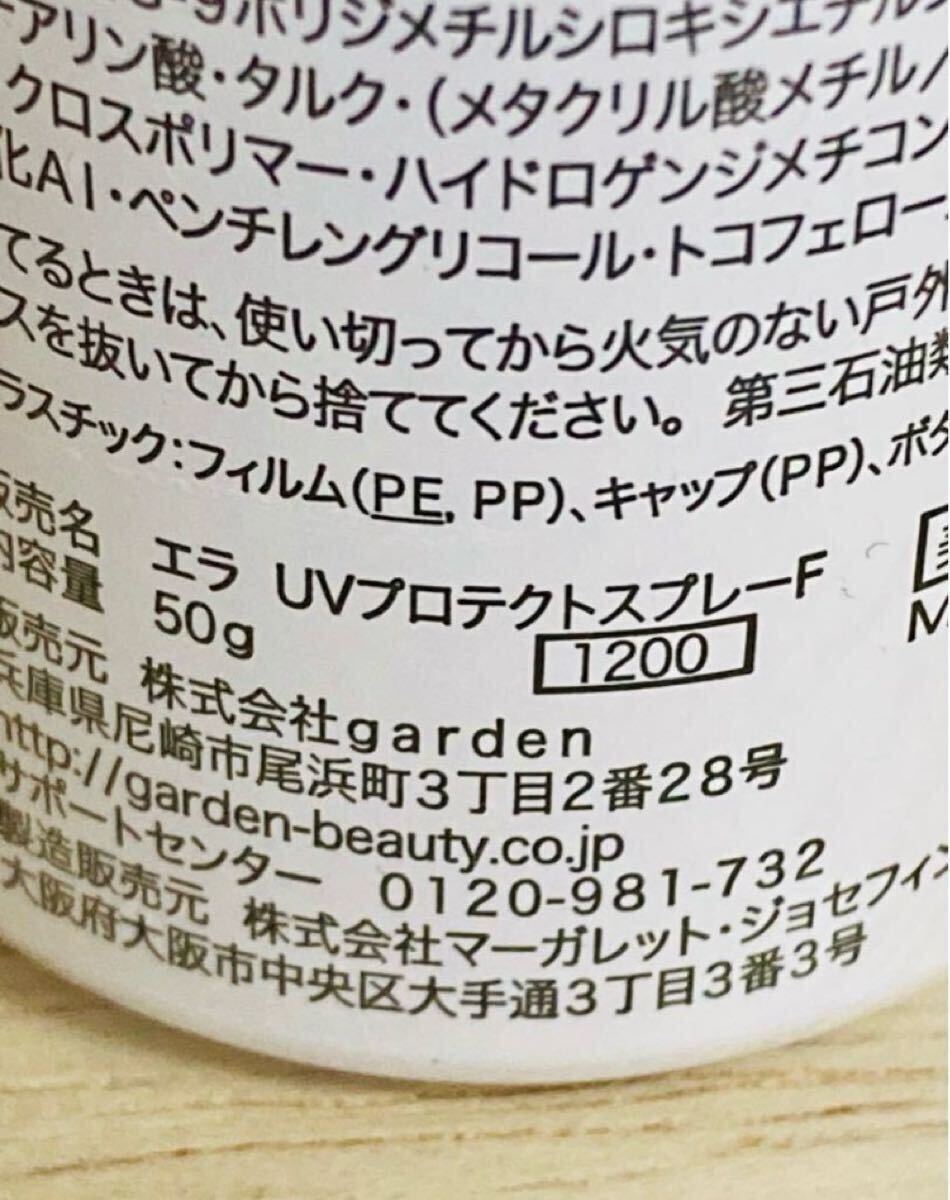 -9ポリジメチルシロキシエチル
アリン酸・タルク・(メタクリル酸メチル/
クロスポリマー・ハイドロゲンジメチコン
化Al・ペンチレングリコール・トコフェロー
てるときは、使い切ってから火気のない戸外
スを抜いてから捨ててください。第三石油類
ラスチック:フィルム(PE, PP)、キャップ(PP)、ボタ
販売名 エラ UVプロテクトスプレーF
内容量 50g 1200
販売元 株式会社garden
兵庫県尼崎市尾浜町3丁目2番28号
http://garden-beauty.co.jp
サポートセンター 0120-981-732
製造販売元 株式会社マーガレット・ジョセフィン
大阪府大阪市中央区大手通3丁目3番3号